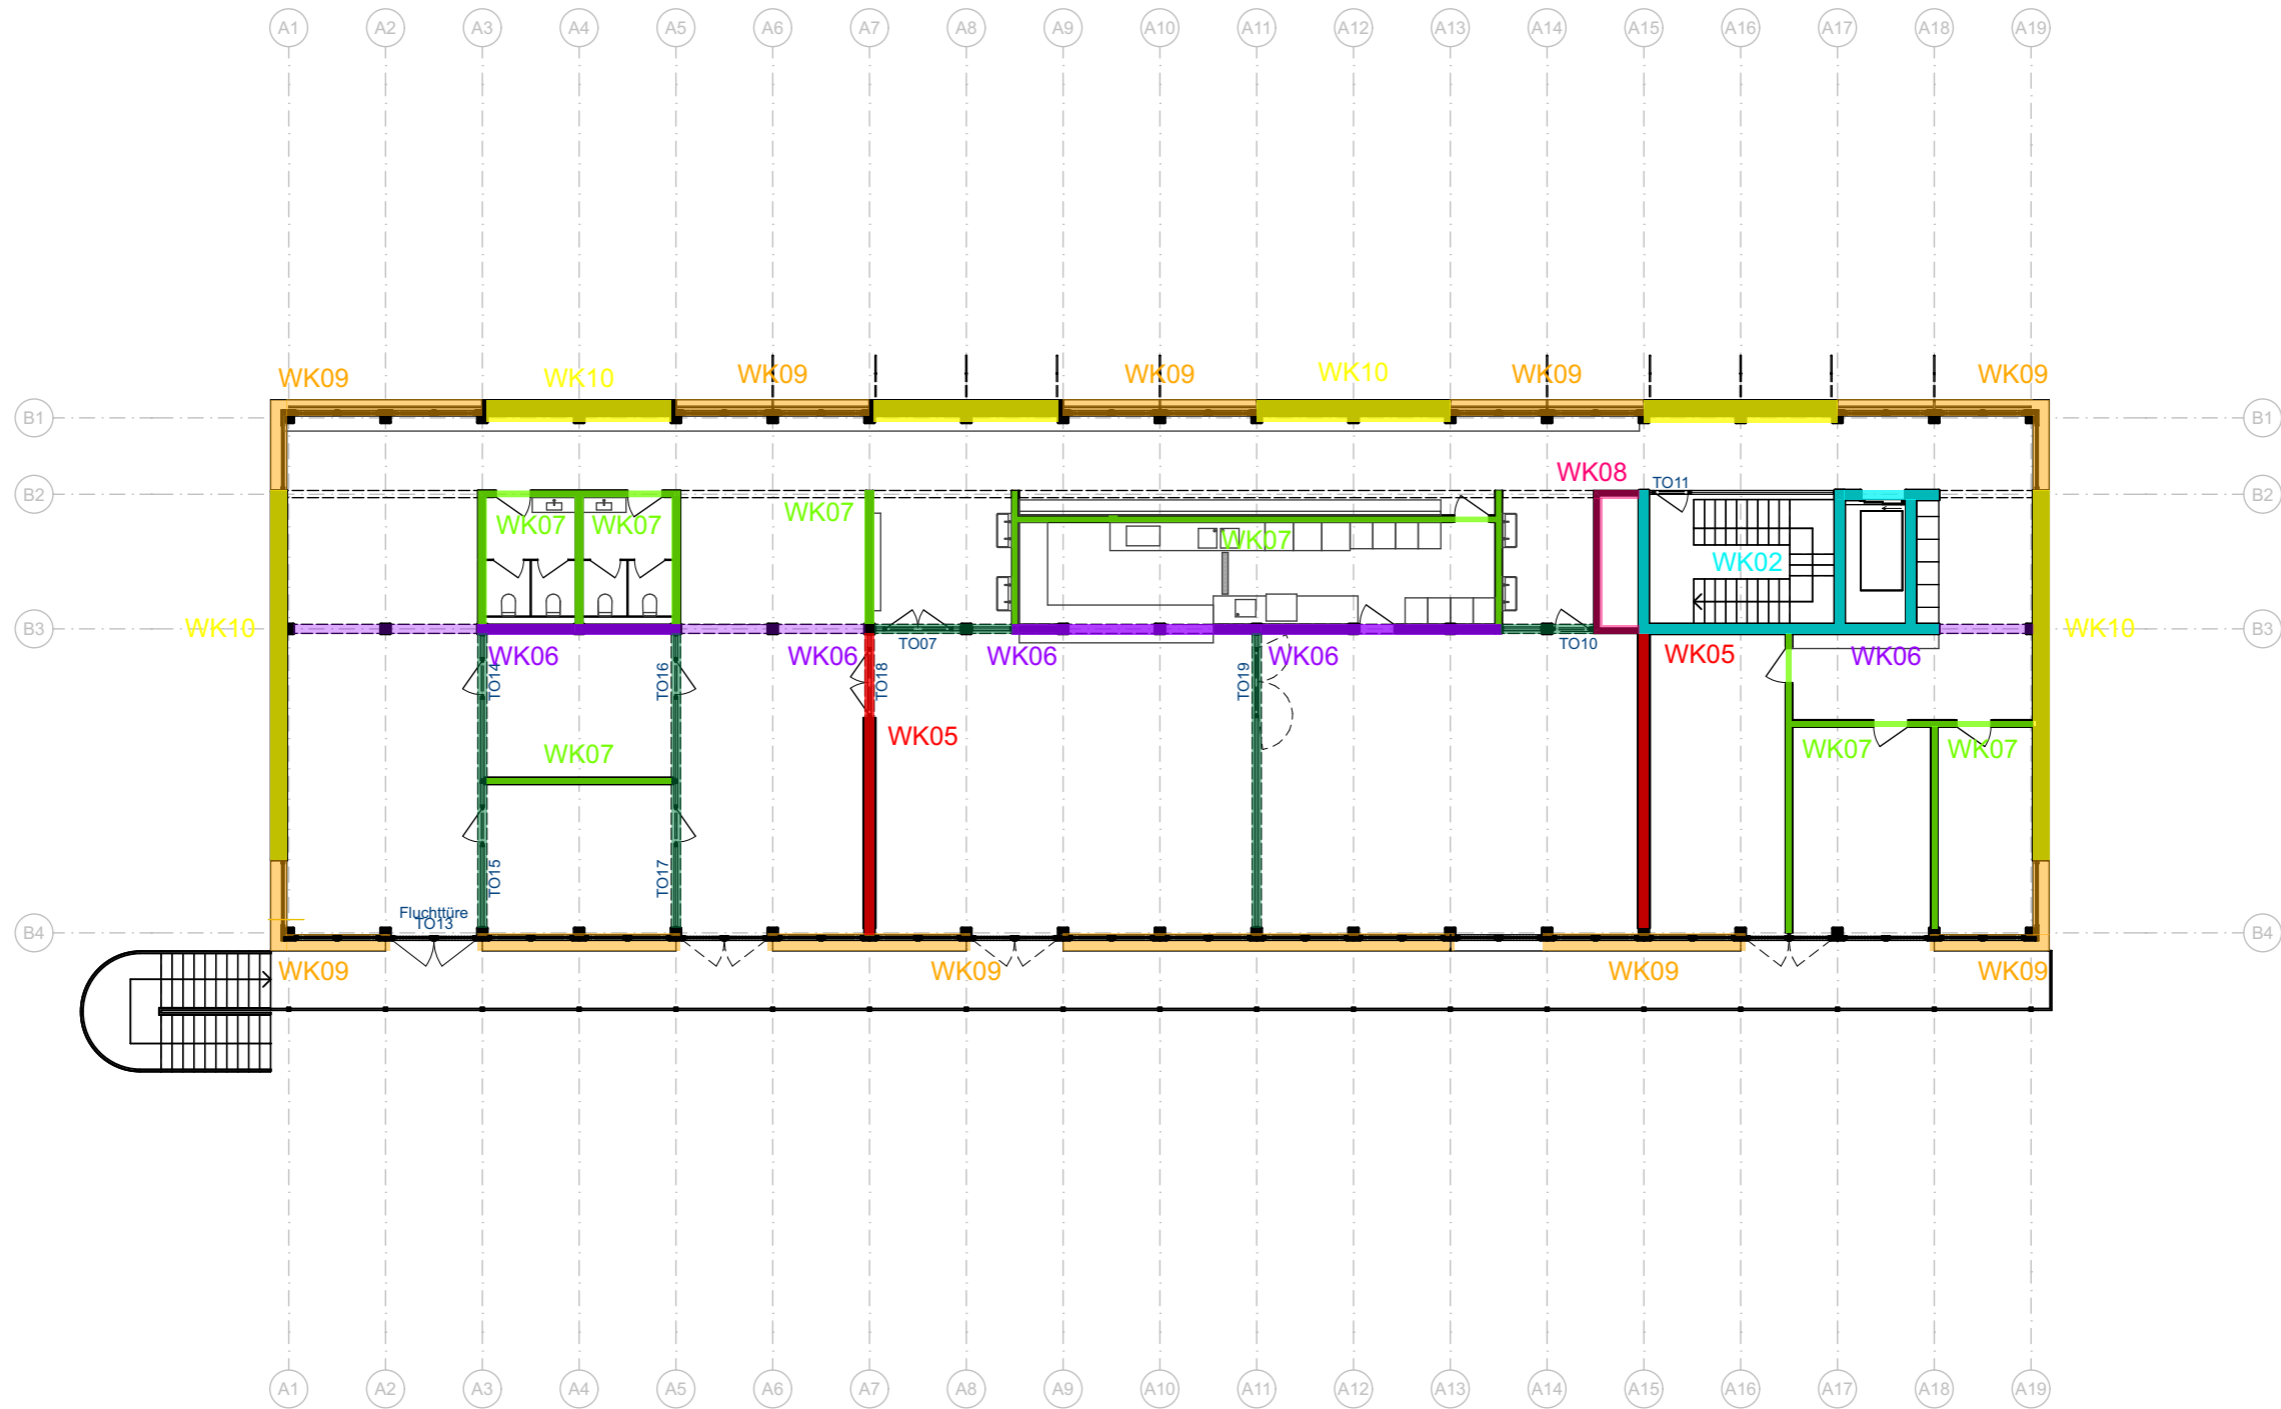 A1 A2 A3 A4 A5 A6 A7 A8 A9 A10 A11 A12 A13 A14 A15 A16 A17 A18 A19
WK09 WK10 WK09 WK09 WK10 WK09 WK09
B1 B1
WK08
TO11
B2 B2
WK07 WK07 WK07 WK07
WK02
B3 WK10 WK10 B3
TO07 TO10
WK06 WK06 WK06 WK06 WK05 WK06
TO14 TO16 TO18 TO19
WK05
WK07 WK07 WK07
TO15 TO17
Fluchttüre
TO13
B4 B4
WK09 WK09 WK09 WK09
A1 A2 A3 A4 A5 A6 A7 A8 A9 A10 A11 A12 A13 A14 A15 A16 A17 A18 A19